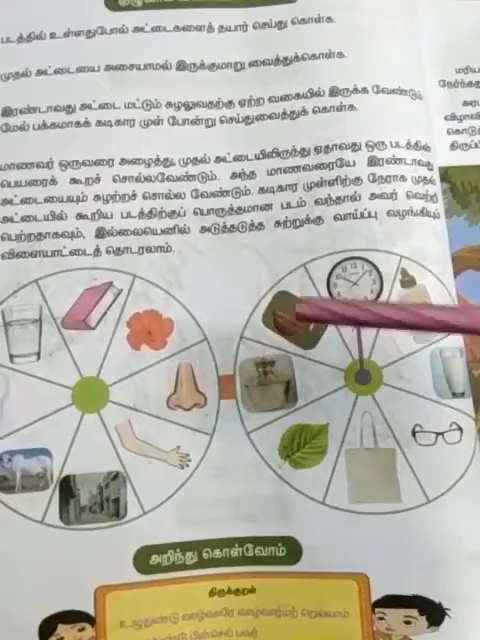 படத்தில் உள்ளதுபோல் அட்டைகளைத் தயார் செய்து கொள்க.
முதல் அட்டையை அசையாமல் இருக்குமாறு வைத்துக்கொள்க.
இரண்டாவது அட்டை மட்டும் சுழலுவதற்கு ஏற்ற வகையில் இருக்க வேண்டும்.
மேல் பக்கமாகக் கடிகார முள் போன்று செய்துவைத்துக் கொள்க.
மாணவர் ஒருவரை அழைத்து, முதல் அட்டையிலிருந்து ஏதாவது ஒரு படத்தின்
பெயரைக் கூறச் சொல்லவேண்டும். அந்த மாணவரையே இரண்டாவது
அட்டையையும் சுழற்றச் சொல்ல வேண்டும். கடிகார முள்ளிற்கு நேராக முதல்
அட்டையில் கூறிய படத்திற்குப் பொருத்தமான படம் வந்தால் அவர் வெற்றி
பெற்றதாகவும், இல்லையெனில் அடுத்தடுத்த சுற்றுக்கு வாய்ப்பு வழங்கியும்
விளையாட்டைத் தொடரலாம்.
அறிந்து கொள்வோம்
திருக்குறள்
உழுதுண்டு வாழ்வாரே வாழ்வார்மற் றெல்லாம்
பின்செல் பவர்